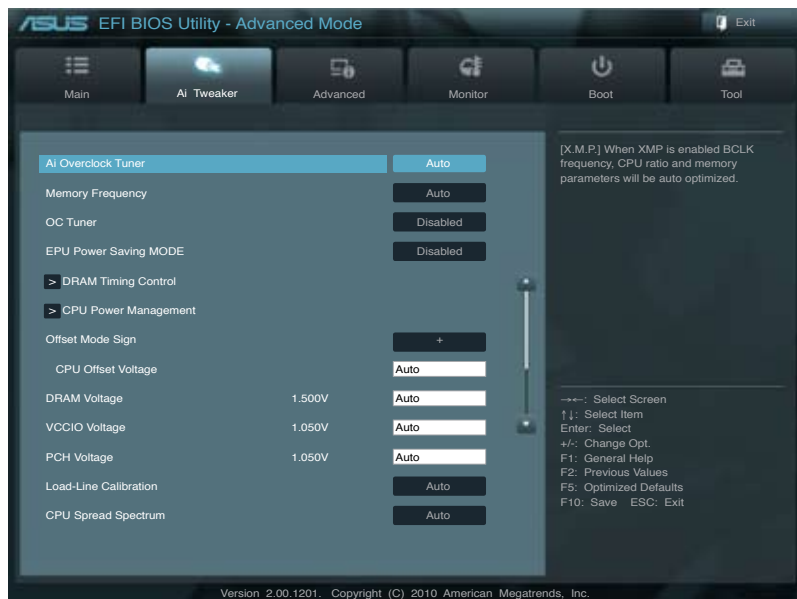 ASUS EFI BIOS Utility - Advanced Mode
Exit
Main
Ai Tweaker
Advanced
Monitor
Boot
Tool
Ai Overclock Tuner Auto
Memory Frequency Auto
OC Tuner Disabled
EPU Power Saving MODE Disabled
> DRAM Timing Control
> CPU Power Management
Offset Mode Sign +
CPU Offset Voltage Auto
DRAM Voltage 1.500V Auto
VCCIO Voltage 1.050V Auto
PCH Voltage 1.050V Auto
Load-Line Calibration Auto
CPU Spread Spectrum Auto
[X.M.P.] When XMP is enabled BCLK
frequency, CPU ratio and memory
parameters will be auto optimized.
→←: Select Screen
↑↓: Select Item
Enter: Select
+/-: Change Opt.
F1: General Help
F2: Previous Values
F5: Optimized Defaults
F10: Save ESC: Exit
Version 2.00.1201. Copyright (C) 2010 American Megatrends, Inc.